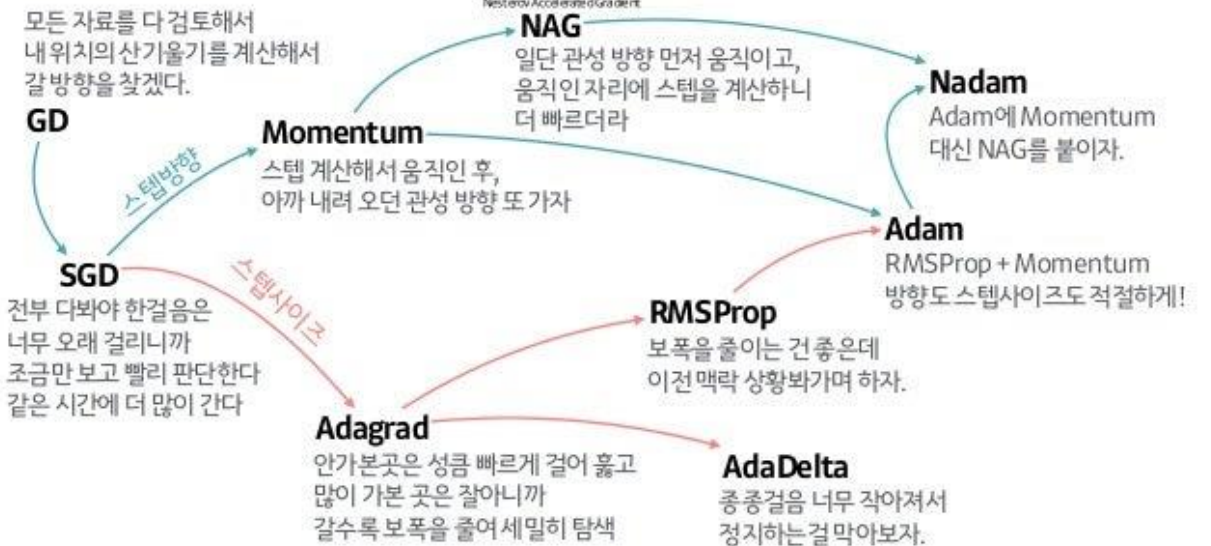 모든 자료를 다 검토해서
내 위치의 산기울기를 계산해서
갈 방향을 찾겠다.
GD
Nesterov Accelerated Gradient
NAG
일단 관성 방향 먼저 움직이고,
움직인 자리에 스텝을 계산하니
더 빠르더라
Nadam
Adam에 Momentum
대신 NAG를 붙이자.
Momentum
스텝 계산해서 움직인 후,
아까 내려 오던 관성 방향 또 가자
스텝방향
Adam
RMSProp + Momentum
방향도 스텝사이즈도 적절하게!
SGD
전부 다봐야 한걸음은
너무 오래 걸리니까
조금만 보고 빨리 판단한다
같은 시간에 더 많이 간다
스텝사이즈
RMSProp
보폭을 줄이는 건 좋은데
이전 맥락 상황봐가며 하자.
Adagrad
안가본곳은 성큼 빠르게 걸어 훑고
많이 가본 곳은 잘아니까
갈수록 보폭을 줄여 세밀히 탐색
AdaDelta
종종걸음 너무 작아져서
정지하는걸 막아보자.